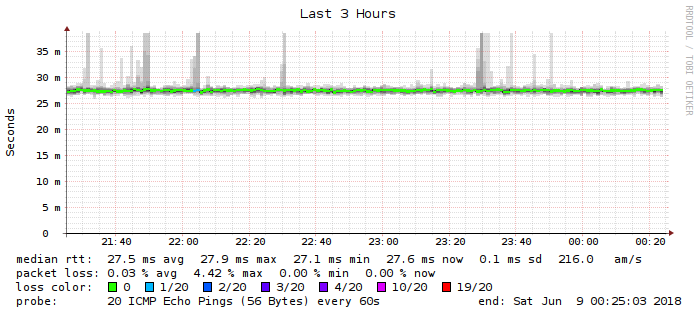 Last 3 Hours
RRDTOOL / TOBI OETIKER
Seconds
35 m
30 m
25 m
20 m
15 m
10 m
5 m
0
21:40 22:00 22:20 22:40 23:00 23:20 23:40 00:00 00:20
median rtt: 27.5 ms avg 27.9 ms max 27.1 ms min 27.6 ms now 0.1 ms sd 216.0 am/s
packet loss: 0.03 % avg 4.42 % max 0.00 % min 0.00 % now
loss color: 0 1/20 2/20 3/20 4/20 10/20 19/20
probe: 20 ICMP Echo Pings (56 Bytes) every 60s end: Sat Jun 9 00:25:03 2018